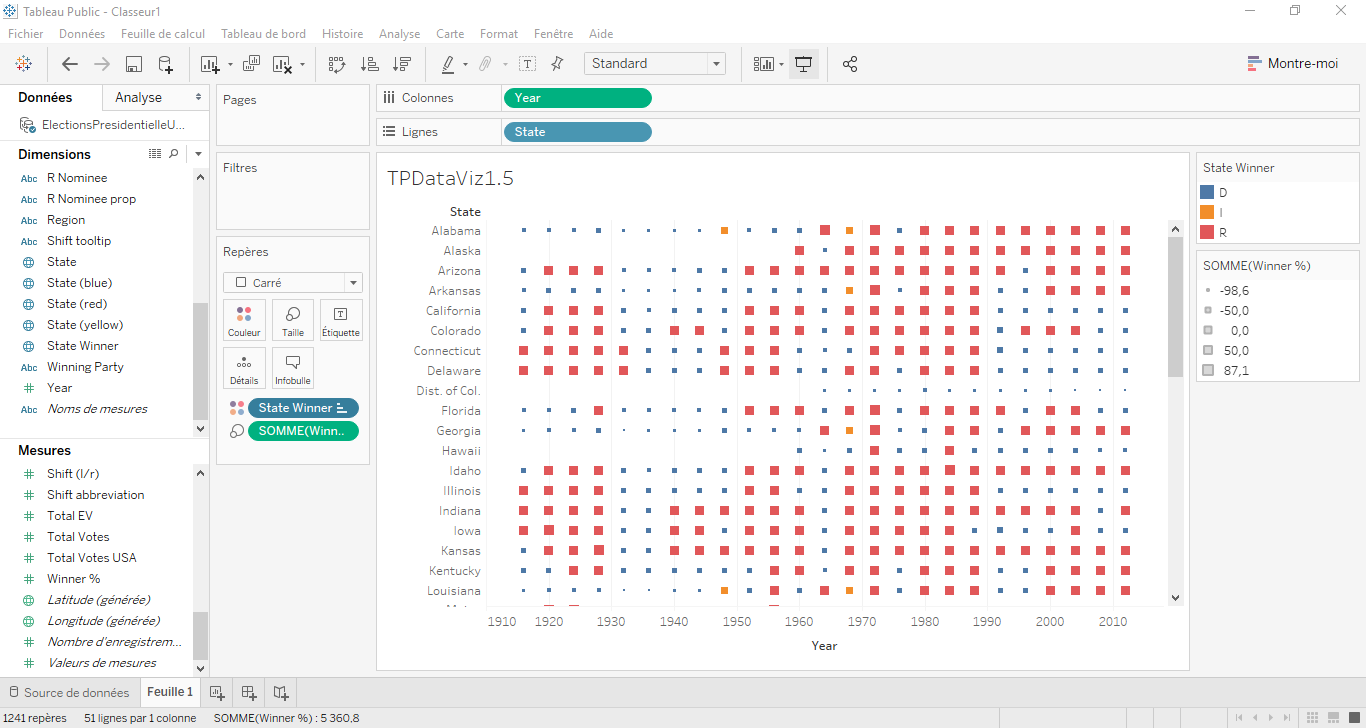 Tableau Public - Classeur1
Fichier Données Feuille de calcul Tableau de bord Histoire Analyse Carte Format Fenêtre Aide
Standard
Montre-moi
Données Analyse
ElectionsPresidentielleU...
Dimensions
Abc R Nominee
Abc R Nominee prop
Abc Region
Abc Shift tooltip
State
State (blue)
State (red)
State (yellow)
State Winner
Abc Winning Party
Year
Abc Noms de mesures
Mesures
Shift (l/r)
Shift abbreviation
Total EV
Total Votes
Total Votes USA
Winner %
Latitude (générée)
Longitude (générée)
Nombre d'enregistrem...
Valeurs de mesures
Pages
Filtres
Repères
Carré
Couleur Taille Étiquette
Détails Infobulle
State Winner
SOMME(Winn..
Colonnes Year
Lignes State
TPDataViz1.5
State
Alabama
Alaska
Arizona
Arkansas
California
Colorado
Connecticut
Delaware
Dist. of Col.
Florida
Georgia
Hawaii
Idaho
Illinois
Indiana
Iowa
Kansas
Kentucky
Louisiana
1910 1920 1930 1940 1950 1960 1970 1980 1990 2000 2010
Year
State Winner
D
I
R
SOMME(Winner %)
-98,6
-50,0
0,0
50,0
87,1
Source de données Feuille 1
1241 repères 51 lignes par 1 colonne SOMME(Winner %) : 5 360,8